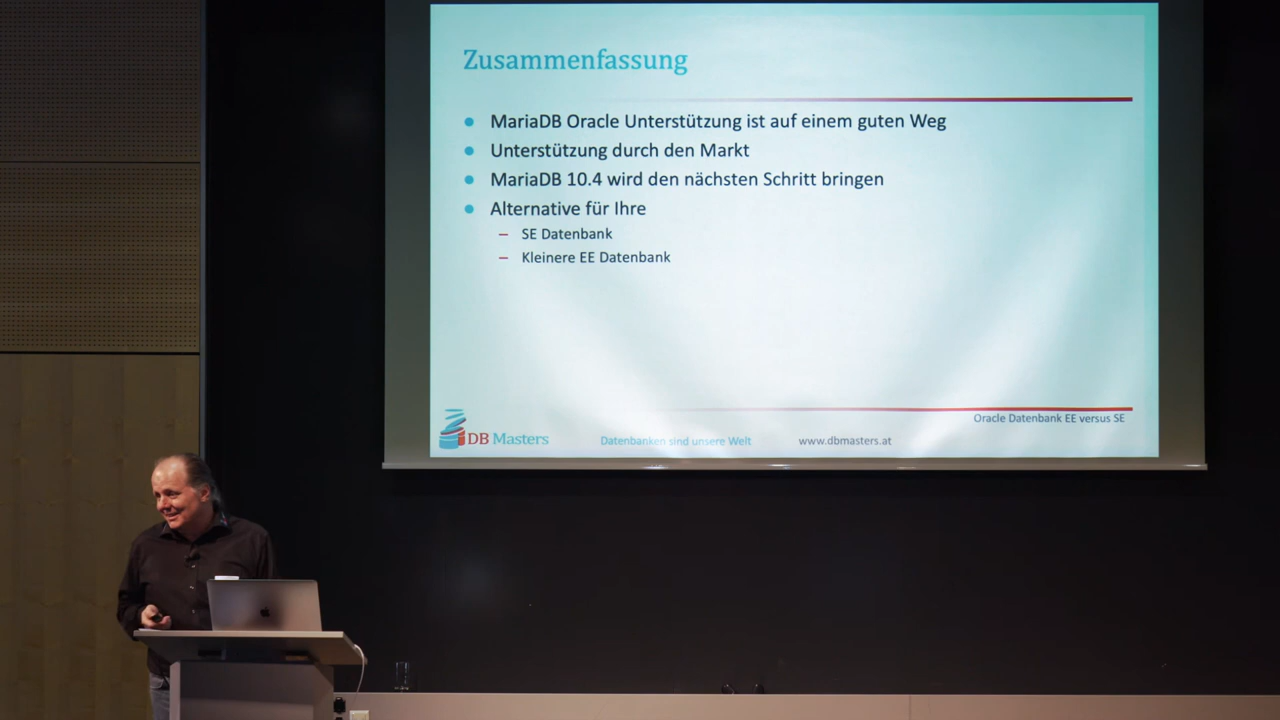 Zusammenfassung
MariaDB Oracle Unterstützung ist auf einem guten Weg
Unterstützung durch den Markt
MariaDB 10.4 wird den nächsten Schritt bringen
Alternative für Ihre
– SE Datenbank
– Kleinere EE Datenbank
Oracle Datenbank EE versus SE
DB Masters
Datenbanken sind unsere Welt
www.dbmasters.at